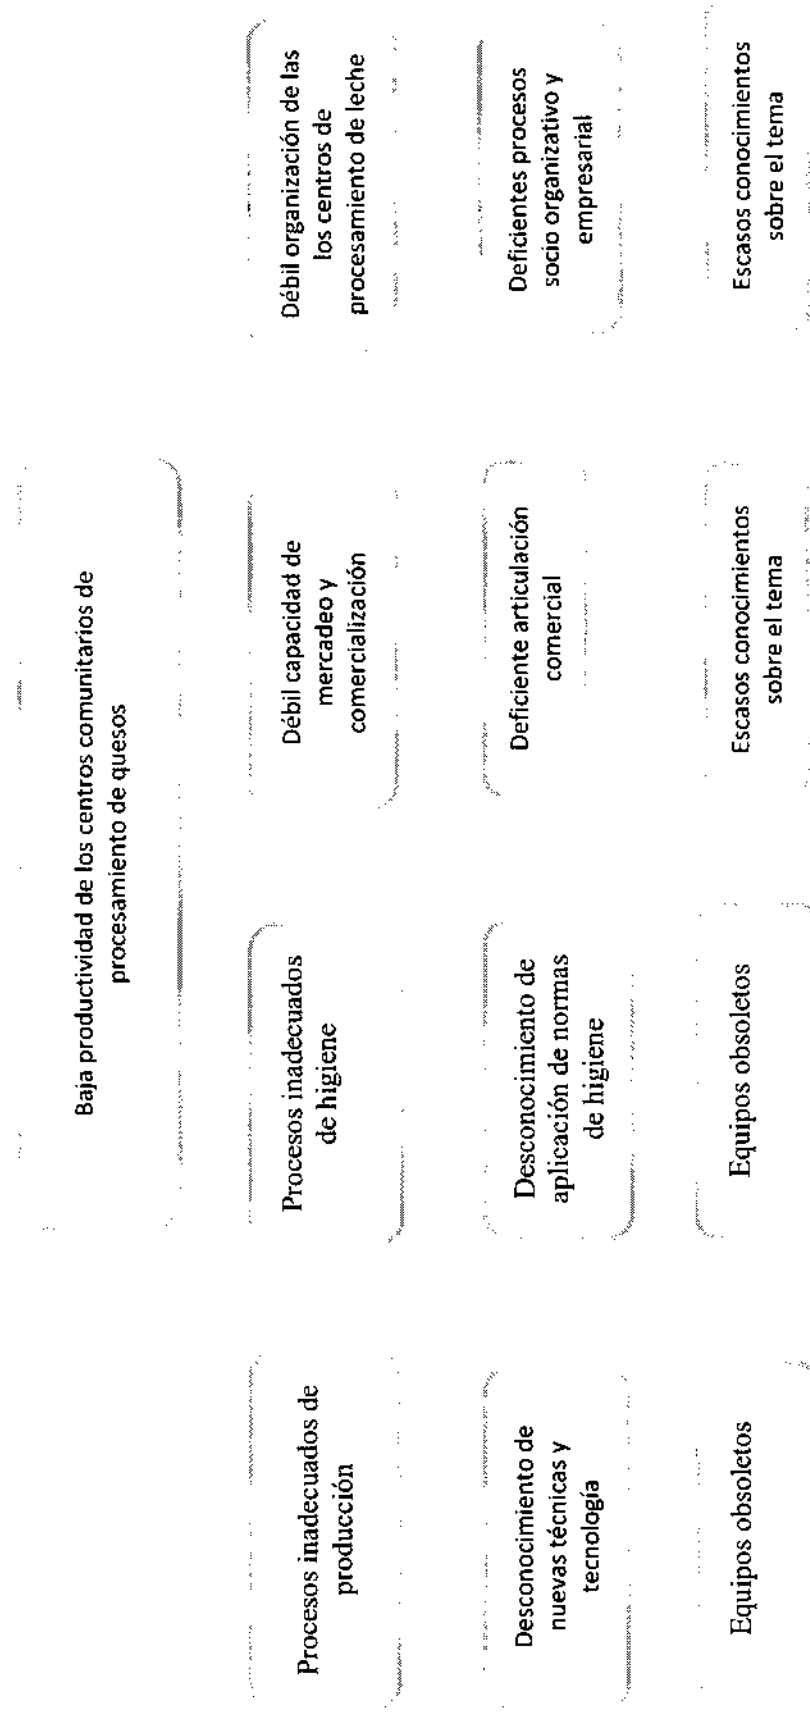 Baja productividad de los centros comunitarios de
procesamiento de quesos
Procesos inadecuados de
producción
Procesos inadecuados
de higiene
Débil capacidad de
mercadeo y
comercialización
Débil organización de las
los centros de
procesamiento de leche
Desconocimiento de
nuevas técnicas y
tecnología
Desconocimiento de
aplicación de normas
de higiene
Deficiente articulación
comercial
Deficientes procesos
socio organizativo y
empresarial
Equipos obsoletos
Equipos obsoletos
Escasos conocimientos
sobre el tema
Escasos conocimientos
sobre el tema